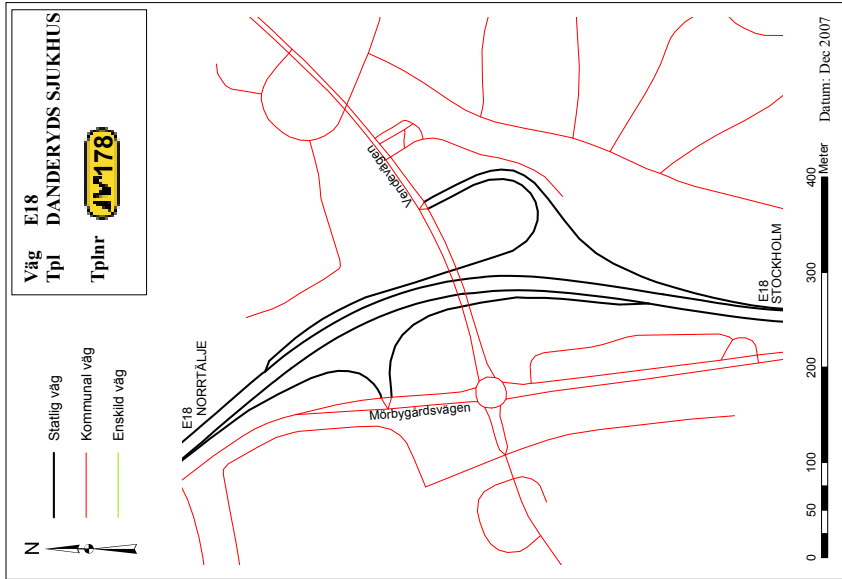 Väg E18
Tpl DANDERYDS SJUKHUS
Tplnr 178
Statlig väg
Kommunal väg
Enskild väg
N
E18
NORRTÄLJE
Vendevägen
Mörbygårdsvägen
E18
STOCKHOLM
0 50 100 200 300 400 Meter
Datum: Dec 2007